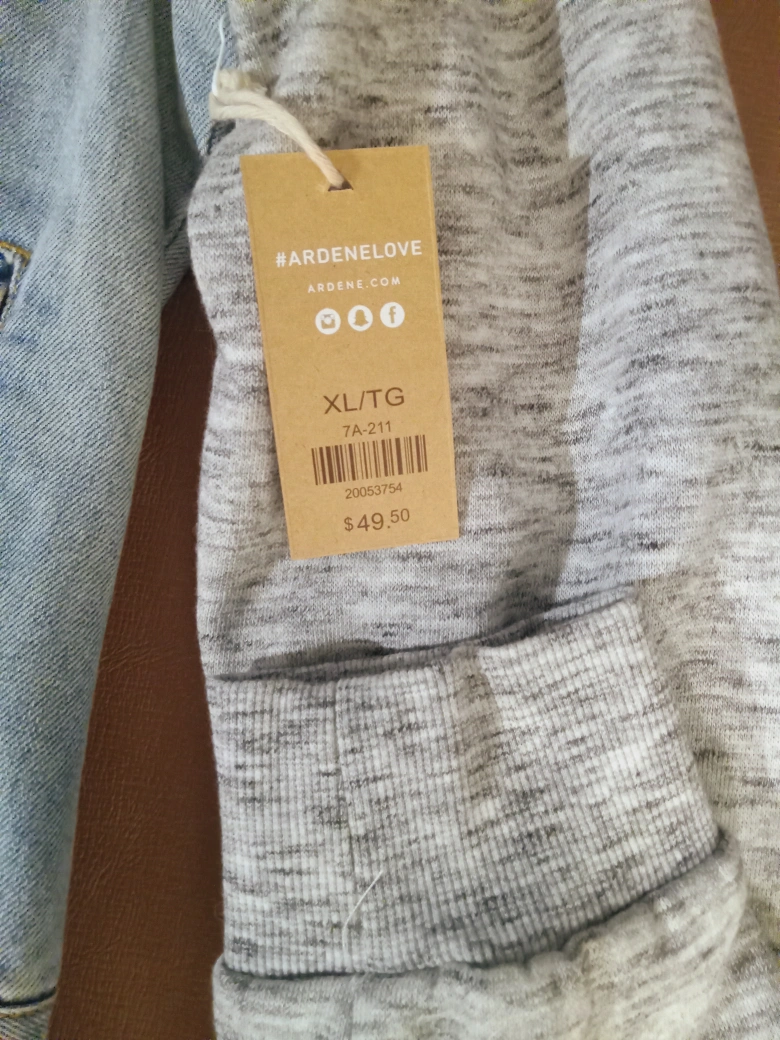 #ARDENELOVE
ARDENE.COM
XL/TG
7A-211
20053754
$49.50